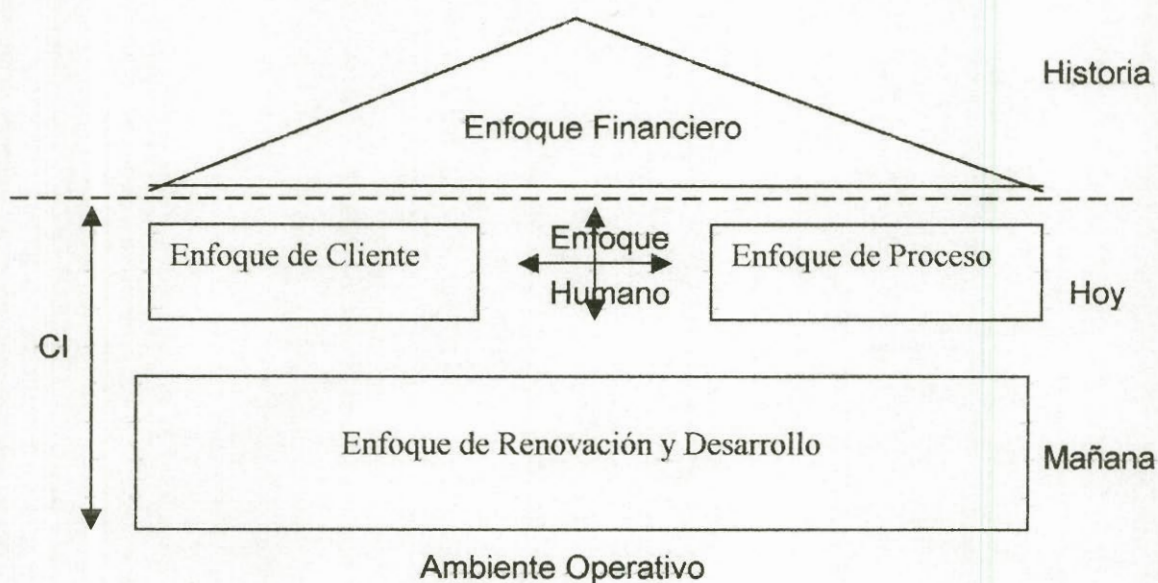 Historia
Enfoque Financiero
Enfoque de Cliente
Enfoque
Humano
Enfoque de Proceso
Hoy
CI
Enfoque de Renovación y Desarrollo
Mañana
Ambiente Operativo